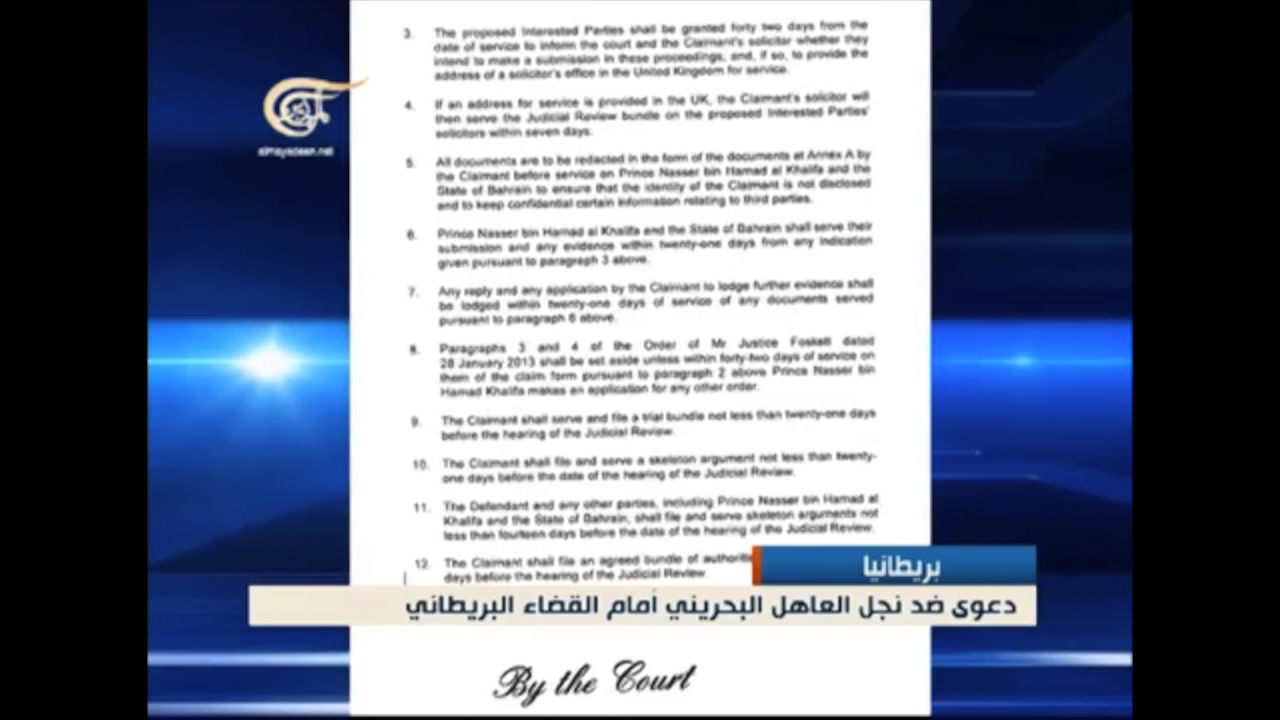 3. The proposed Interested Parties shall be granted forty two days from the
date of service to inform the court and the Claimant's solicitor whether they
intend to make a submission in these proceedings, and, if so, to provide the
address of a solicitor's office in the United Kingdom for service.
4. If an address for service is provided in the UK, the Claimant's solicitor will
then serve the Judicial Review bundle on the proposed Interested Parties'
solicitors within seven days.
5. All documents are to be redacted in the form of the documents at Annex A by
the Claimant before service on Prince Nasser bin Hamad al Khalifa and the
State of Bahrain to ensure that the identity of the Claimant is not disclosed
and to keep confidential certain information relating to third parties.
6. Prince Nasser bin Hamad al Khalifa and the State of Bahrain shall serve their
submission and any evidence within twenty-one days from any indication
given pursuant to paragraph 3 above.
7. Any reply and any application by the Claimant to lodge further evidence shall
be lodged within twenty-one days of service of any documents served
pursuant to paragraph 6 above.
8. Paragraphs 3 and 4 of the Order of Mr Justice Foskett dated
28 January 2013 shall be set aside unless within forty-two days of service on
them of the claim form pursuant to paragraph 2 above Prince Nasser bin
Hamad Khalifa makes an application for any other order.
9. The Claimant shall serve and file a trial bundle not less than twenty-one days
before the hearing of the Judicial Review.
10. The Claimant shall file and serve a skeleton argument not less than twenty-
one days before the date of the hearing of the Judicial Review.
11. The Defendant and any other parties, including Prince Nasser bin Hamad al
Khalifa and the State of Bahrain, shall file and serve skeleton arguments not
less than fourteen days before the date of the hearing of the Judicial Review.
12. The Claimant shall file an agreed bundle of authoriti
days before the hearing of the Judicial Review.
الميادين
almayadeen.net
بريطانيا
دعوى ضد نجل العاهل البحريني أمام القضاء البريطاني
By the Court